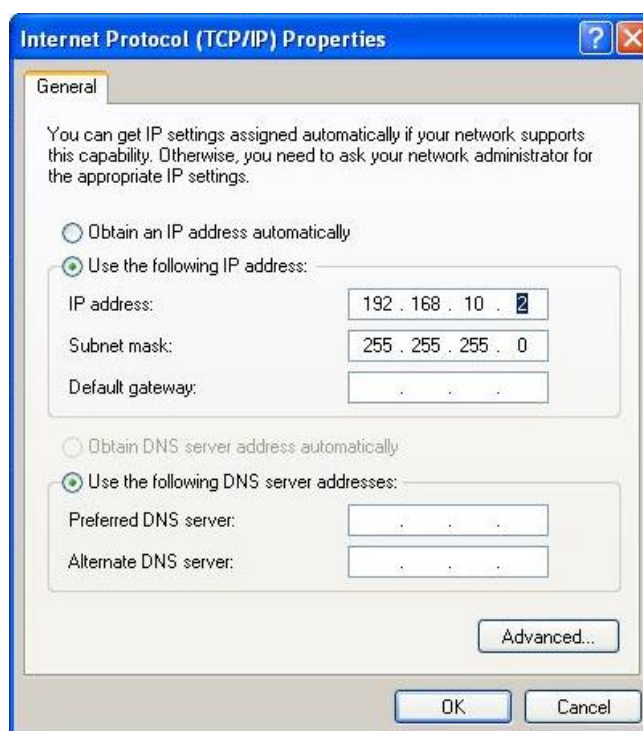 Internet Protocol (TCP/IP) Properties
General
You can get IP settings assigned automatically if your network supports
this capability. Otherwise, you need to ask your network administrator for
the appropriate IP settings.
Obtain an IP address automatically
Use the following IP address:
IP address: 192 . 168 . 10 . 2
Subnet mask: 255 . 255 . 255 . 0
Default gateway: . . .
Obtain DNS server address automatically
Use the following DNS server addresses:
Preferred DNS server: . . .
Alternate DNS server: . . .
Advanced...
OK Cancel